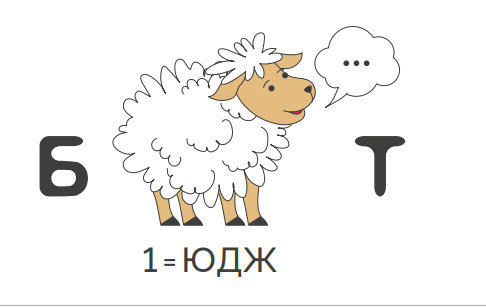 Б ... Т
1 = ЮДЖ